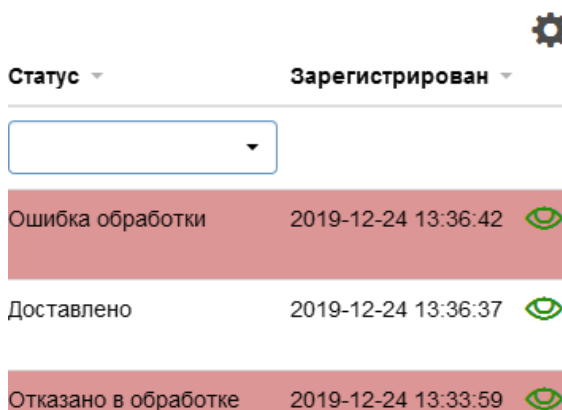 Статус Зарегистрирован
Ошибка обработки 2019-12-24 13:36:42
Доставлено 2019-12-24 13:36:37
Отказано в обработке 2019-12-24 13:33:59